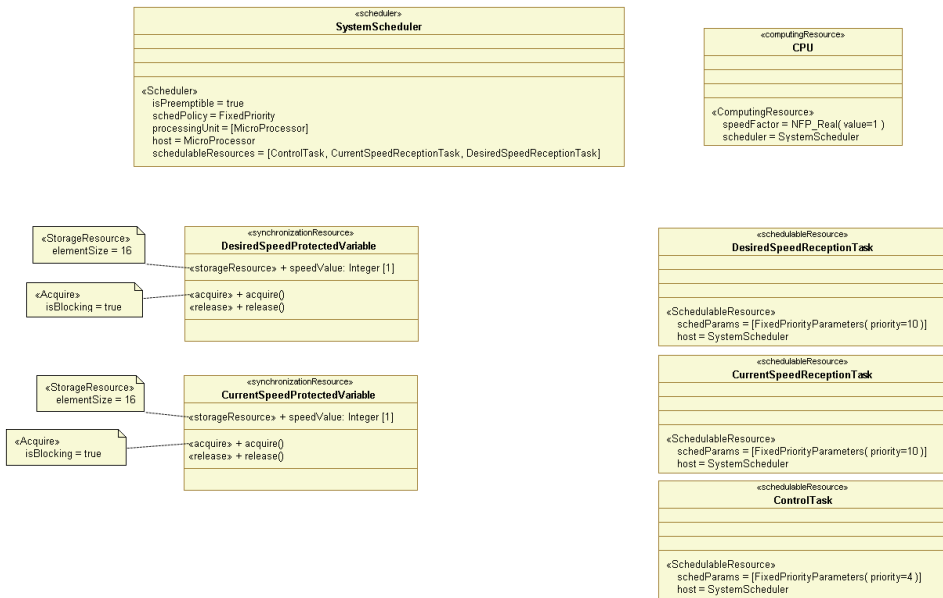 «scheduler»
SystemScheduler
«Scheduler»
isPreemptible = true
schedPolicy = FixedPriority
processingUnit = [MicroProcessor]
host = MicroProcessor
schedulableResources = [ControlTask, CurrentSpeedReceptionTask, DesiredSpeedReceptionTask]
«computingResource»
CPU
«ComputingResource»
speedFactor = NFP_Real( value=1 )
scheduler = SystemScheduler
«StorageResource»
elementSize = 16
«Acquire»
isBlocking = true
«synchronizationResource»
DesiredSpeedProtectedVariable
«storageResource» + speedValue: Integer [1]
«acquire» + acquire()
«release» + release()
«StorageResource»
elementSize = 16
«Acquire»
isBlocking = true
«synchronizationResource»
CurrentSpeedProtectedVariable
«storageResource» + speedValue: Integer [1]
«acquire» + acquire()
«release» + release()
«schedulableResource»
DesiredSpeedReceptionTask
«SchedulableResource»
schedParams = [FixedPriorityParameters( priority=10 )]
host = SystemScheduler
«schedulableResource»
CurrentSpeedReceptionTask
«SchedulableResource»
schedParams = [FixedPriorityParameters( priority=10 )]
host = SystemScheduler
«schedulableResource»
ControlTask
«SchedulableResource»
schedParams = [FixedPriorityParameters( priority=4 )]
host = SystemScheduler